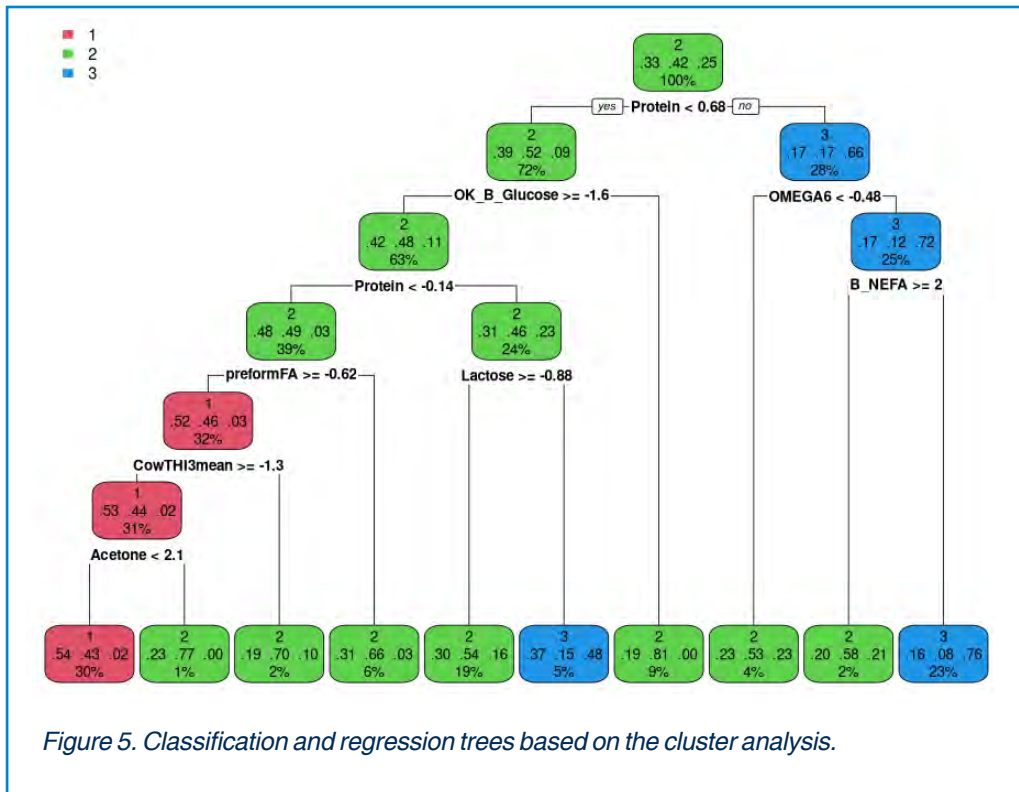 1
2
3
2
.33 .42 .25
100%
yes Protein < 0.68 no
2
.39 .52 .09
72%
3
.17 .17 .66
28%
OK_B_Glucose >= -1.6
OMEGA6 < -0.48
2
.42 .48 .11
63%
3
.17 .12 .72
25%
Protein < -0.14
B_NEFA >= 2
2
.48 .49 .03
39%
2
.31 .46 .23
24%
preformFA >= -0.62
Lactose >= -0.88
1
.52 .46 .03
32%
CowTHI3mean >= -1.3
1
.53 .44 .02
31%
Acetone < 2.1
1
.54 .43 .02
30%
2
.23 .77 .00
1%
2
.19 .70 .10
2%
2
.31 .66 .03
6%
2
.30 .54 .16
19%
3
.37 .15 .48
5%
2
.19 .81 .00
9%
2
.23 .53 .23
4%
2
.20 .58 .21
2%
3
.16 .08 .76
23%
Figure 5. Classification and regression trees based on the cluster analysis.